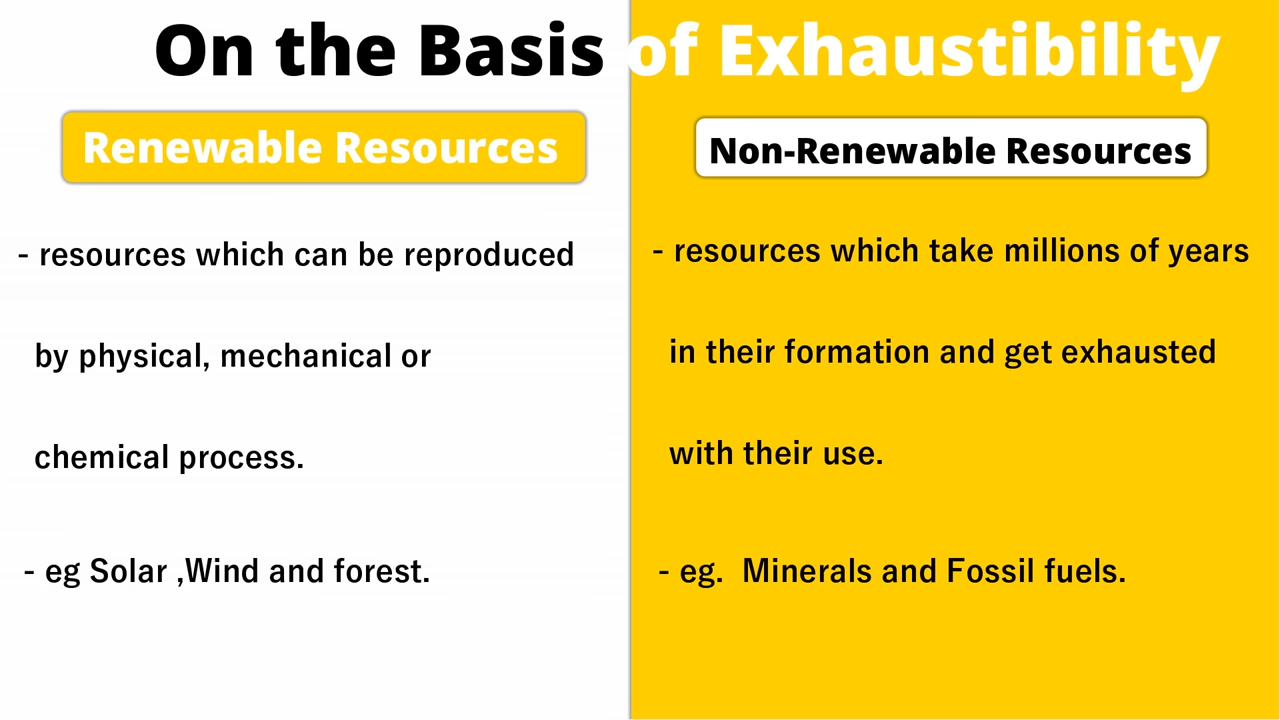 On the Basis of Exhaustibility
Renewable Resources
- resources which can be reproduced
by physical, mechanical or
chemical process.
- eg Solar ,Wind and forest.
Non-Renewable Resources
- resources which take millions of years
in their formation and get exhausted
with their use.
- eg. Minerals and Fossil fuels.